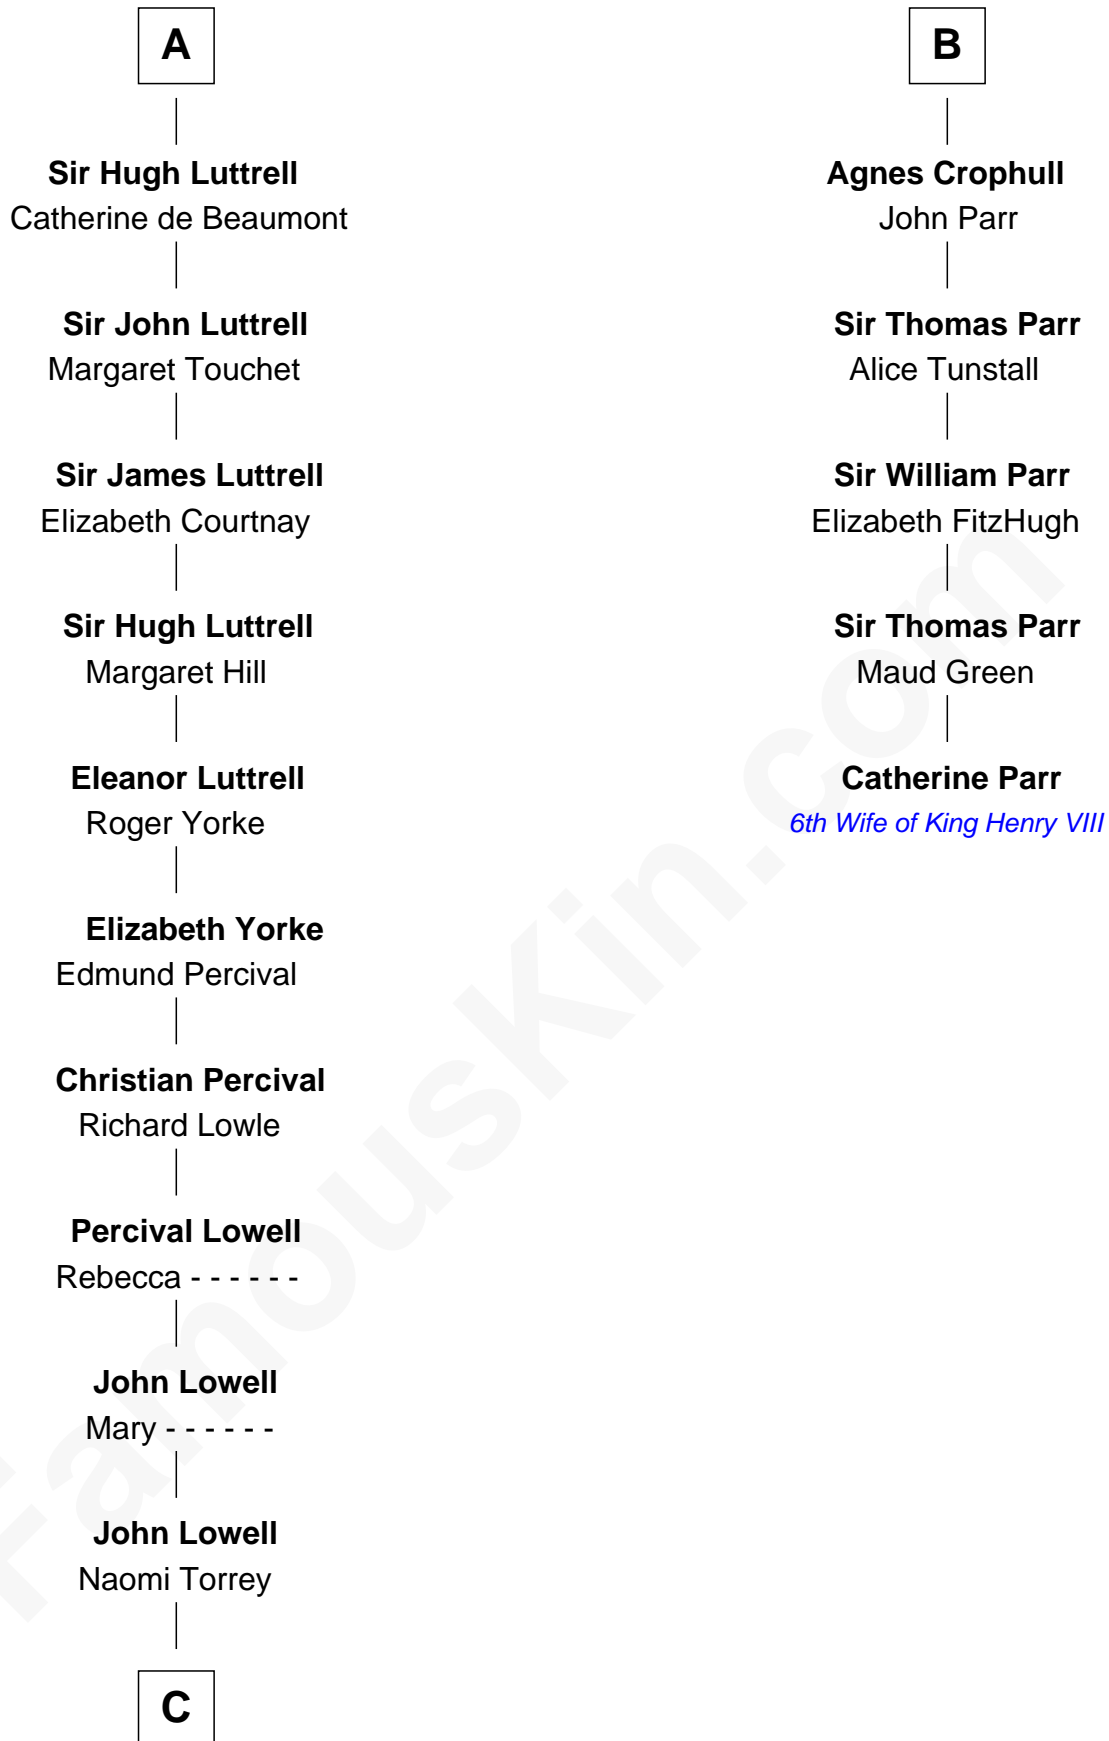 A
Sir Hugh Luttrell
Catherine de Beaumont
Sir John Luttrell
Margaret Touchet
Sir James Luttrell
Elizabeth Courtnay
Sir Hugh Luttrell
Margaret Hill
Eleanor Luttrell
Roger Yorke
Elizabeth Yorke
Edmund Percival
Christian Percival
Richard Lowle
Percival Lowell
Rebecca - - - - - -
John Lowell
Mary - - - - - -
John Lowell
Naomi Torrey
C
B
Agnes Crophull
John Parr
Sir Thomas Parr
Alice Tunstall
Sir William Parr
Elizabeth FitzHugh
Sir Thomas Parr
Maud Green
Catherine Parr
6th Wife of King Henry VIII
FamousKin.com